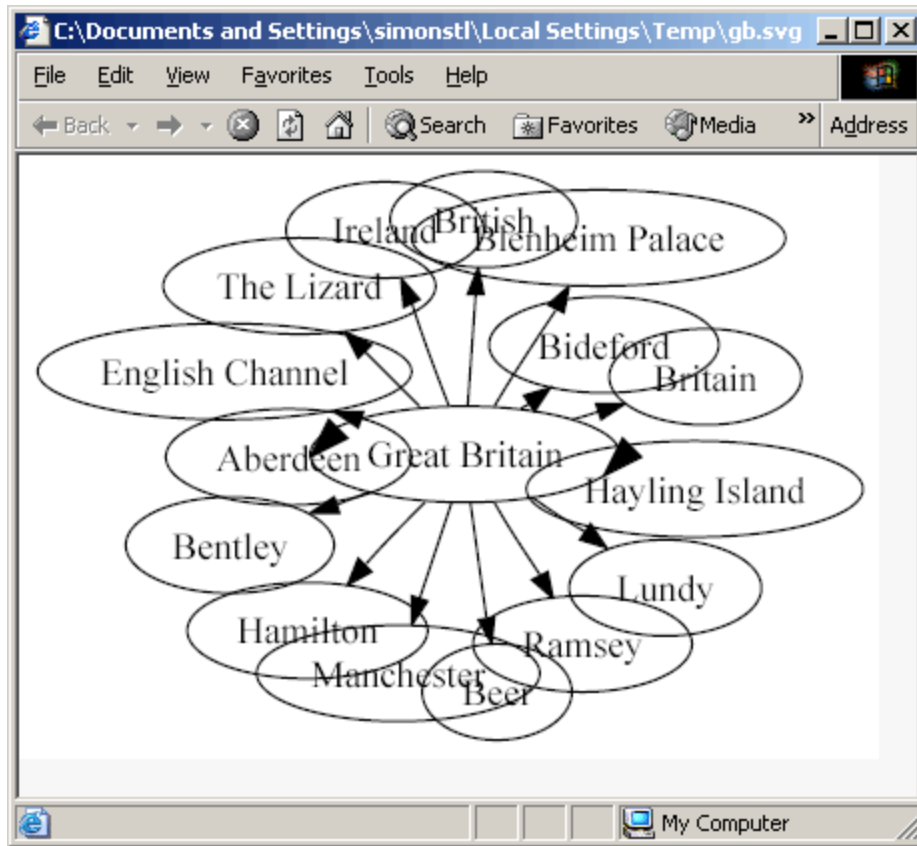 C:\Documents and Settings\simonstl\Local Settings\Temp\gb.svg
File Edit View Favorites Tools Help
Back Search Favorites Media » Address
British
Ireland
Blenheim Palace
The Lizard
Bideford
English Channel
Britain
Aberdeen
Great Britain
Hayling Island
Bentley
Lundy
Hamilton
Ramsey
Manchester
Beer
My Computer